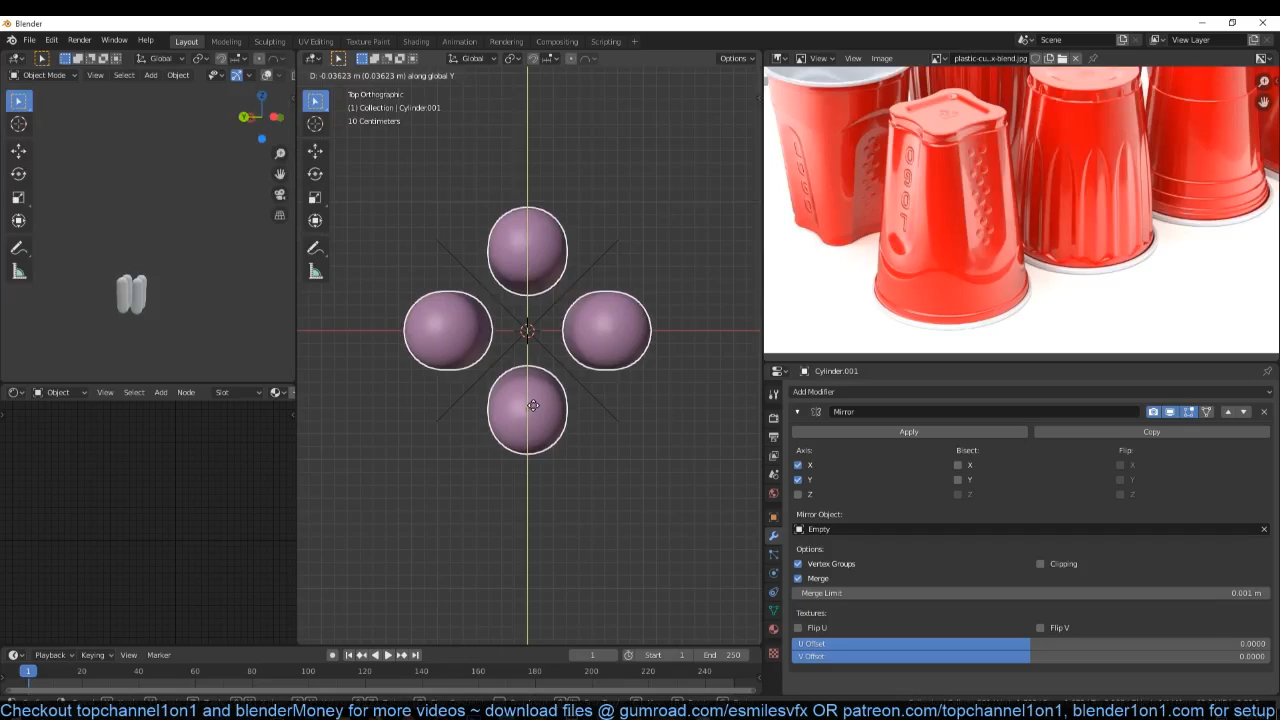 Blender
File Edit Render Window Help Layout Modeling Sculpting UV Editing Texture Paint Shading Animation Rendering Compositing Scripting + Scene View Layer
Global Global Options View Image plastic-cu..x-blend.jpg
Object Mode View Select Add Object
D: -0.03623 m (0.03623 m) along global Y
Top Orthographic
(1) Collection | Cylinder.001
10 Centimeters
Z
Y
Cylinder.001
Add Modifier
Mirror
Apply Copy
Axis: Bisect: Flip:
X X X
Y Y Y
Z Z Z
Mirror Object:
Empty
Options:
Vertex Groups Clipping
Merge
Merge Limit 0.001 m
Textures:
Flip U Flip V
U Offset 0.0000
V Offset 0.0000
Object View Select Add Node Slot
Playback Keying View Marker 1 Start 1 End 250
1 20 40 60 80 100 120 140 160 180 200 220 240
Checkout topchannel1on1 and blenderMoney for more videos ~ download files @ gumroad.com/esmilesvfx OR patreon.com/topchannel1on1, blender1on1.com for setup